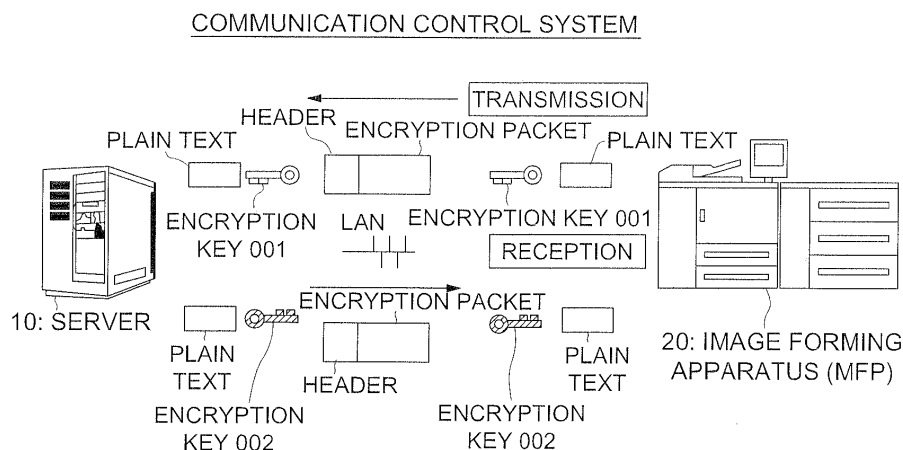 COMMUNICATION CONTROL SYSTEM
TRANSMISSION
HEADER
ENCRYPTION PACKET
PLAIN TEXT
PLAIN TEXT
ENCRYPTION
KEY 001
LAN
ENCRYPTION KEY 001
RECEPTION
10: SERVER
ENCRYPTION PACKET
PLAIN
TEXT
HEADER
PLAIN
TEXT
20: IMAGE FORMING
APPARATUS (MFP)
ENCRYPTION
KEY 002
ENCRYPTION
KEY 002